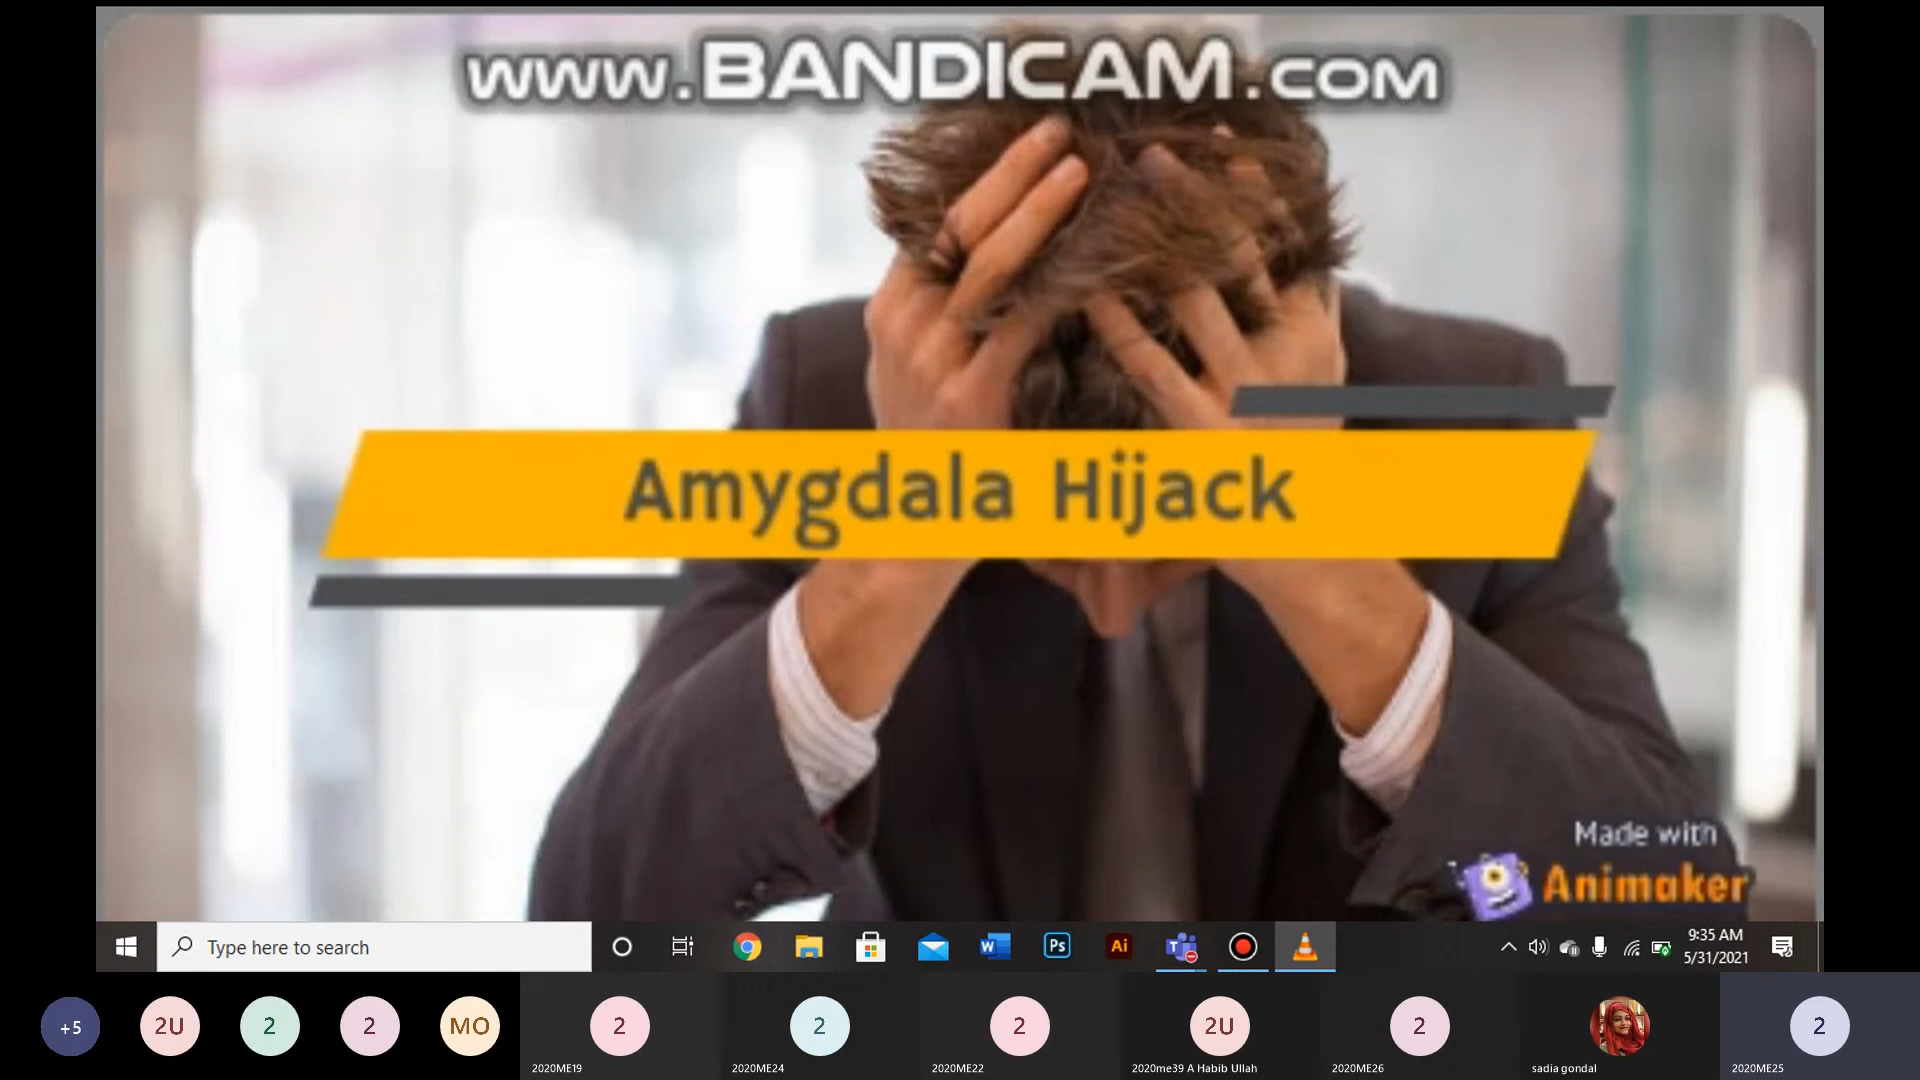 www.BANDICAM.com
Amygdala Hijack
Made with
Animaker
Type here to search
W
Ps
Ai
T
9:35 AM
5/31/2021
+5
2U
2
2
MO
2
2
2
2U
2
2
2020ME19
2020ME24
2020ME22
2020me39 A Habib Ullah
2020ME26
sadia gondal
2020ME25